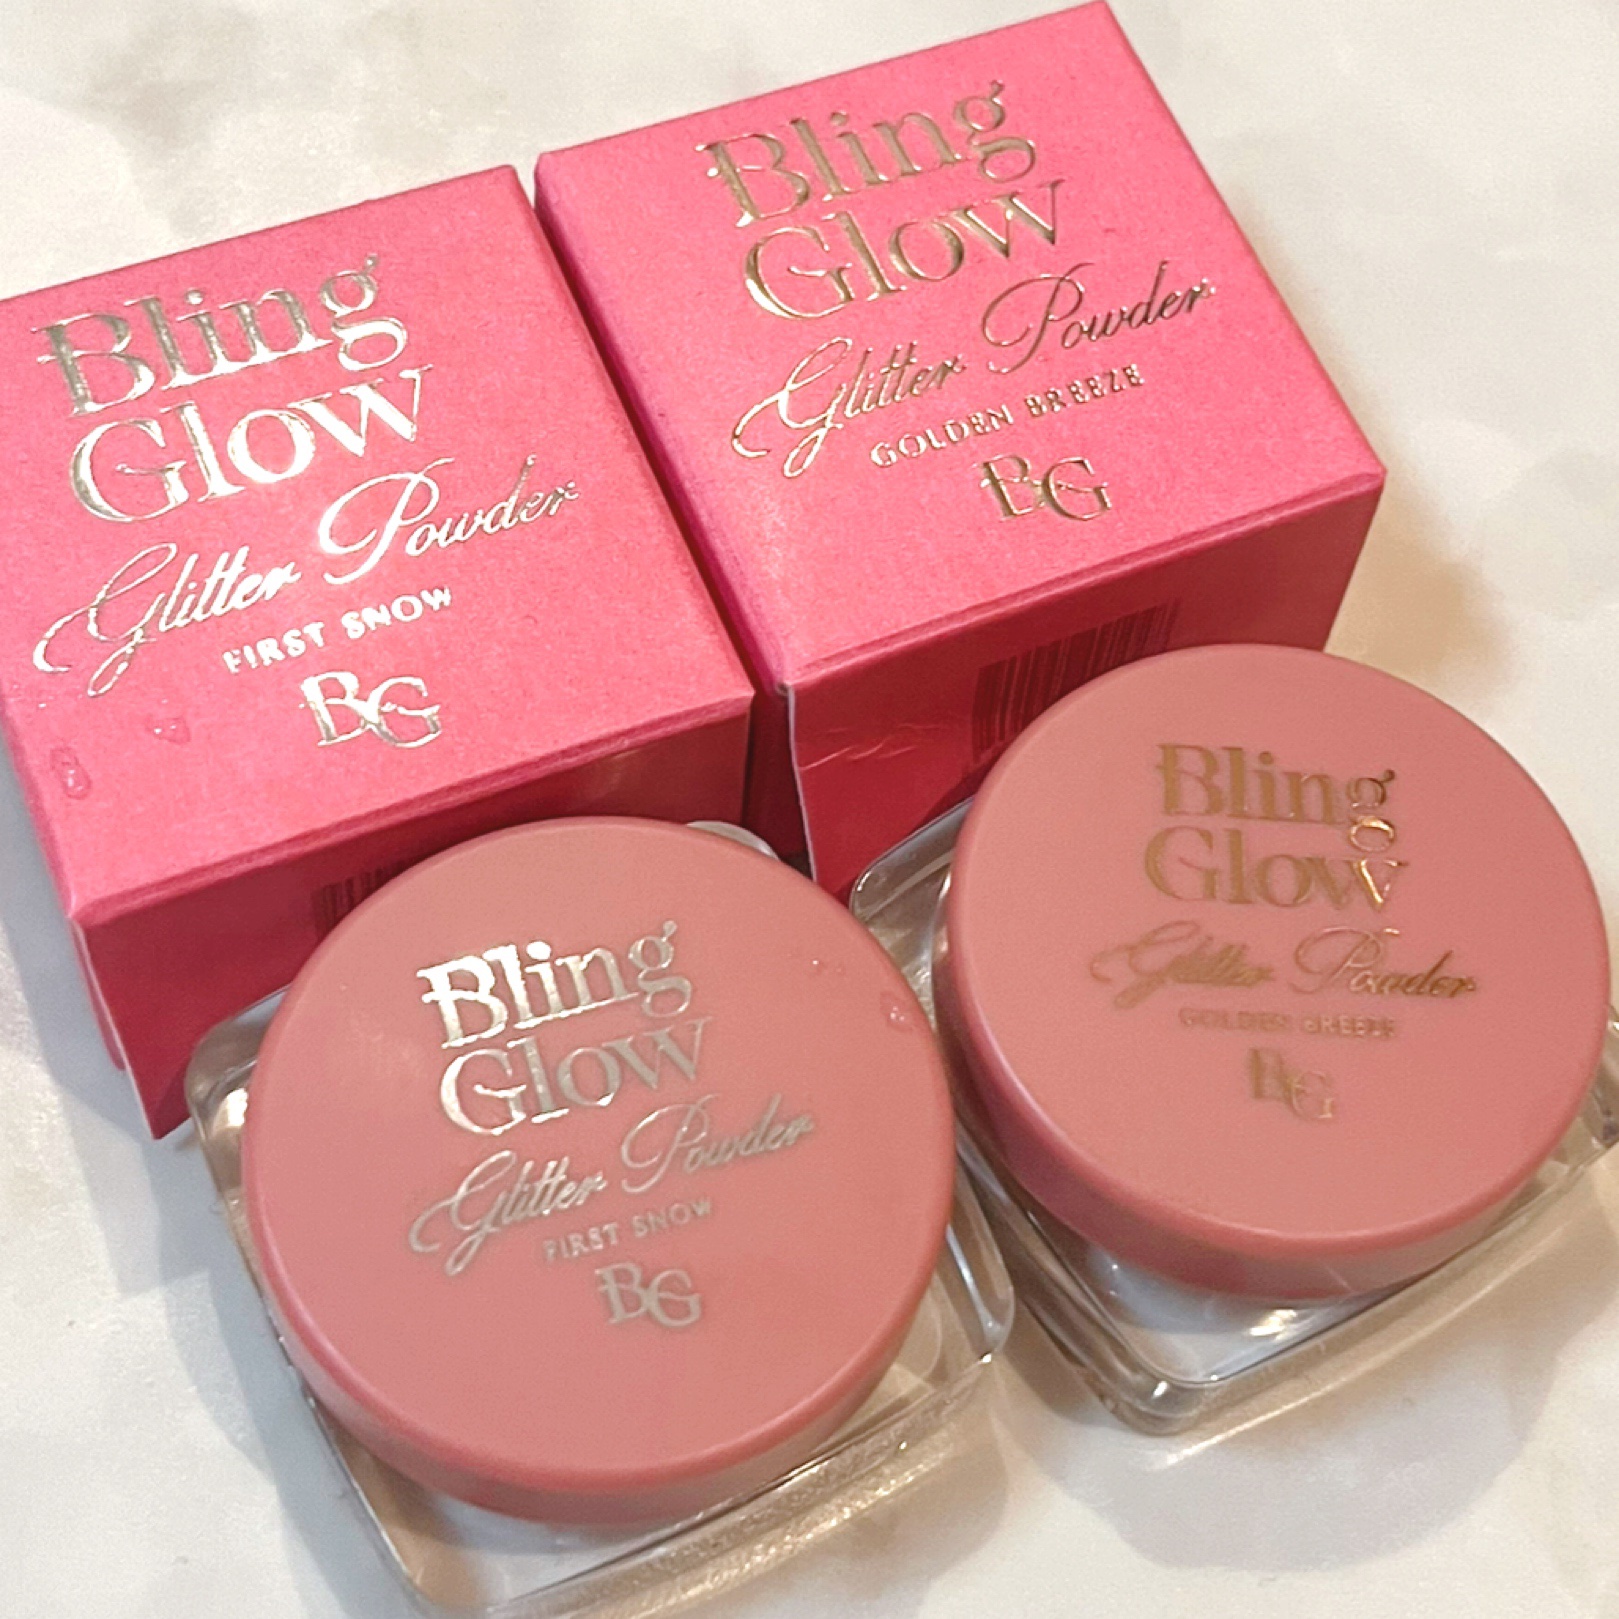 Bling
Glow
Glitter Powder
FIRST SNOW
BG
Bling
Glow
Glitter Powder
GOLDEN BREEZE
BG
Bling
Glow
Glitter Powder
FIRST SNOW
BG
Bling
Glow
Glitter Powder
GOLDEN BREEZE
BG